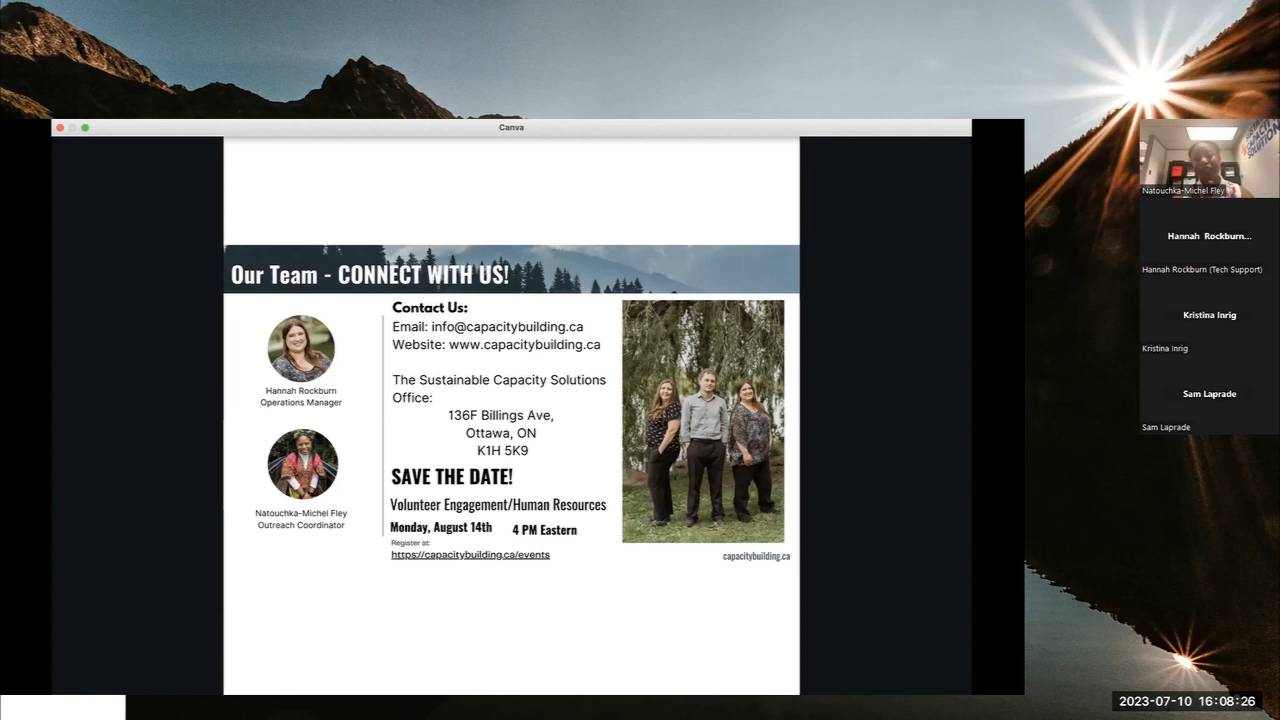 Canva
Our Team - CONNECT WITH US!
Hannah Rockburn
Operations Manager
Natouchka-Michel Fley
Outreach Coordinator
Contact Us:
Email: info@capacitybuilding.ca
Website: www.capacitybuilding.ca
The Sustainable Capacity Solutions
Office:
136F Billings Ave,
Ottawa, ON
K1H 5K9
SAVE THE DATE!
Volunteer Engagement/Human Resources
Monday, August 14th 4 PM Eastern
Register at:
https://capacitybuilding.ca/events
capacitybuilding.ca
CAPACITY
SOLUTION
Natouchka-Michel Fley
Hannah Rockburn...
Hannah Rockburn (Tech Support)
Kristina Inrig
Kristina Inrig
Sam Laprade
Sam Laprade
2023-07-10 16:08:26